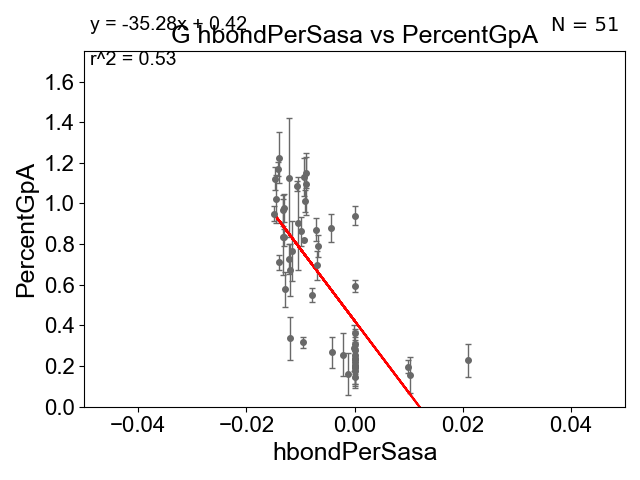 y = -35.28x + 0.42
G hbondPerSasa vs PercentGpA
N = 51
r^2 = 0.53
1.6
1.4
1.2
1.0
0.8
0.6
0.4
0.2
0.0
PercentGpA
−0.04 −0.02 0.00 0.02 0.04
hbondPerSasa